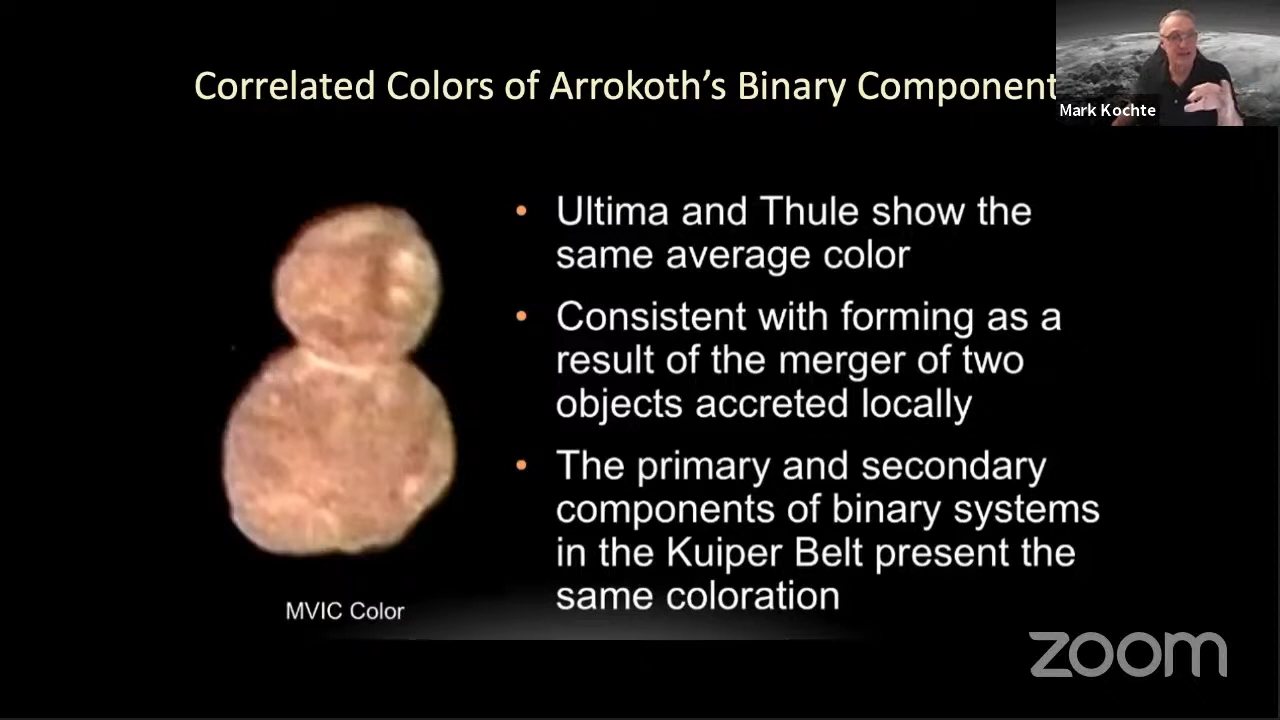 Correlated Colors of Arrokoth's Binary Component
Mark Kochte
• Ultima and Thule show the
same average color
• Consistent with forming as a
result of the merger of two
objects accreted locally
• The primary and secondary
components of binary systems
in the Kuiper Belt present the
same coloration
MVIC Color
zoom